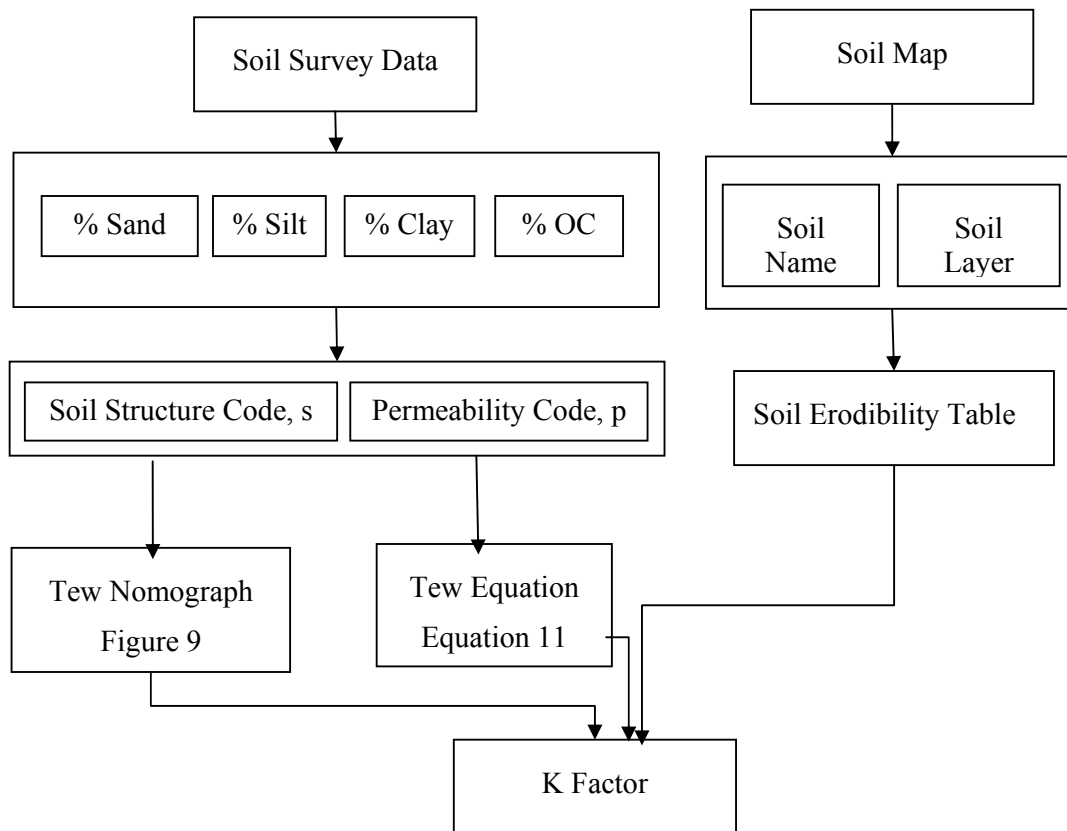 Soil Survey Data
Soil Map
% Sand
% Silt
% Clay
% OC
Soil
Name
Soil
Layer
Soil Structure Code, s
Permeability Code, p
Soil Erodibility Table
Tew Nomograph
Figure 9
Tew Equation
Equation 11
K Factor